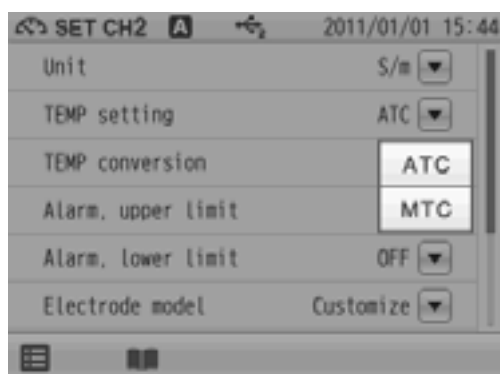 SET CH2 A 2 2011/01/01 15:44
Unit S/m
TEMP setting ATC
TEMP conversion ATC
Alarm, upper limit MTC
Alarm, lower limit OFF
Electrode model Customize